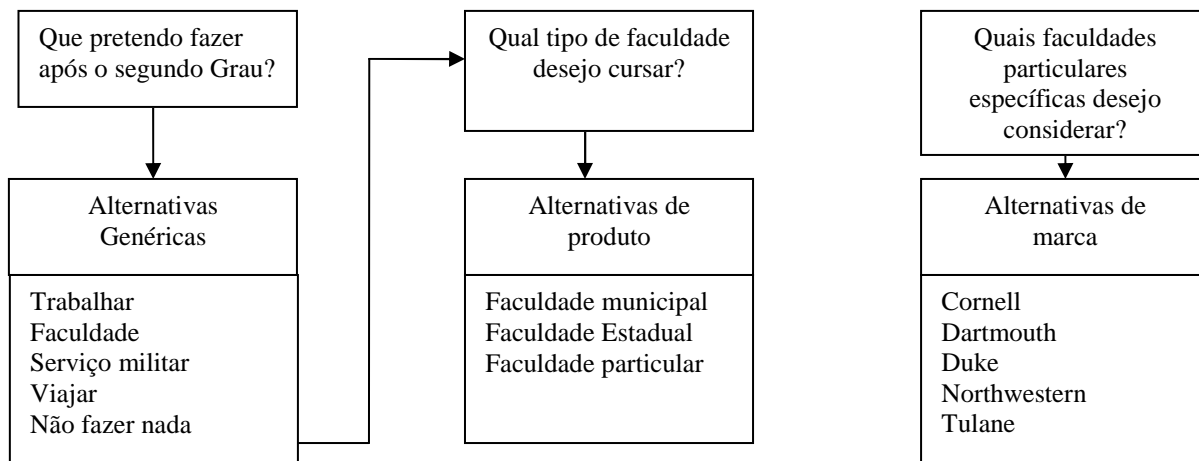 Que pretendo fazer
após o segundo Grau?
Alternativas
Genéricas
Trabalhar
Faculdade
Serviço militar
Viajar
Não fazer nada
Qual tipo de faculdade
desejo cursar?
Alternativas de
produto
Faculdade municipal
Faculdade Estadual
Faculdade particular
Quais faculdades
particulares
específicas desejo
considerar?
Alternativas de
marca
Cornell
Dartmouth
Duke
Northwestern
Tulane